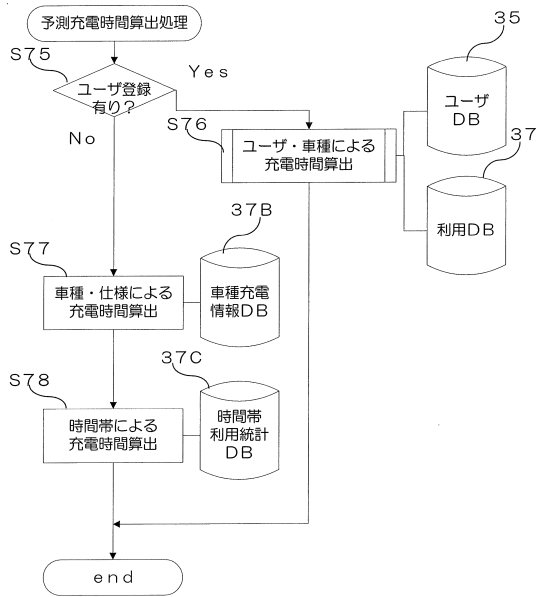 予測充電時間算出処理
S75
ユーザ登録
有り?
Yes
No
S76
ユーザ・車種による
充電時間算出
35
ユーザ
DB
37
利用DB
S77
車種・仕様による
充電時間算出
37B
車種充電
情報DB
S78
時間帯による
充電時間算出
37C
時間帯
利用統計
DB
end